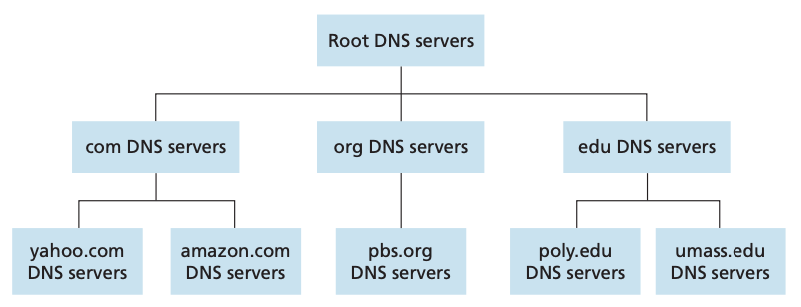 Root DNS servers
com DNS servers
org DNS servers
edu DNS servers
yahoo.com
DNS servers
amazon.com
DNS servers
pbs.org
DNS servers
poly.edu
DNS servers
umass.edu
DNS servers